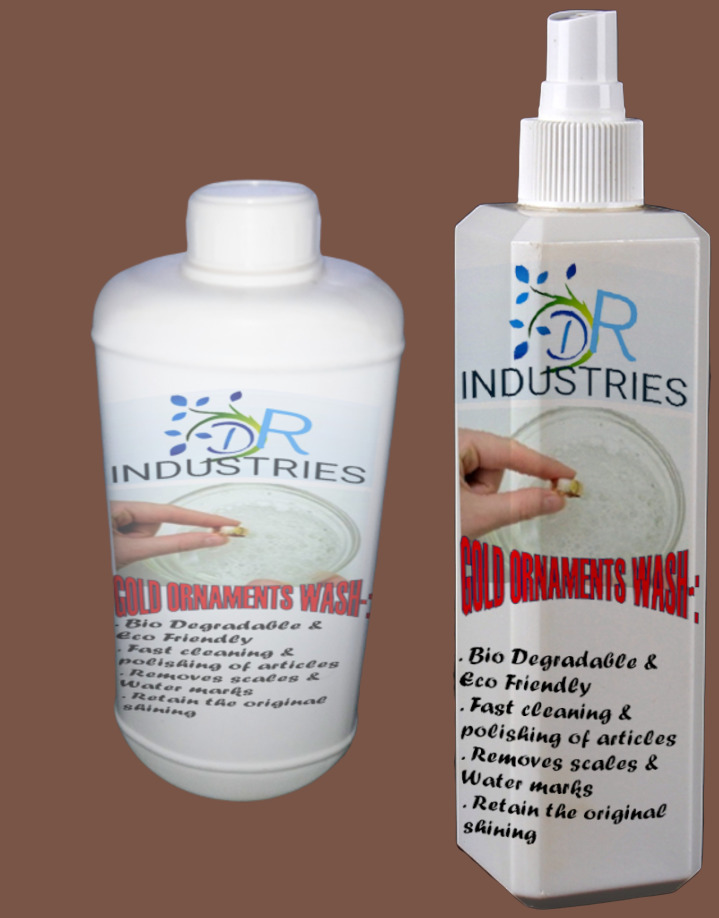 DR
INDUSTRIES
GOLD ORNAMENTS WASH-:
. Bio Degradable &
Eco Friendly
. Fast cleaning &
polishing of articles
. Removes scales &
Water marks
. Retain the original
shining
DR
INDUSTRIES
GOLD ORNAMENTS WASH-:
. Bio Degradable &
Eco Friendly
. Fast cleaning &
polishing of articles
. Removes scales &
Water marks
. Retain the original
shining